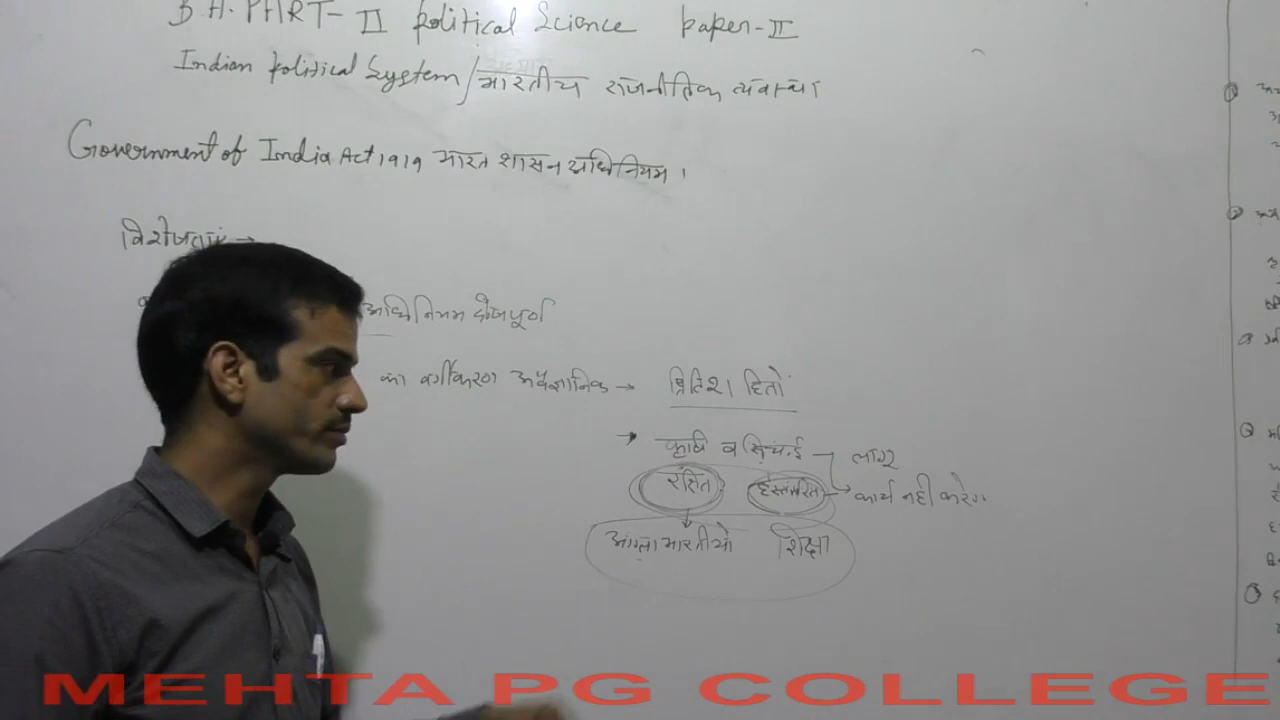 B.A. PART-II political Science paper-II
Indian political System/भारतीय राजनीतिक व्यवस्था
Government of India Act 1919 भारत शासन अधिनियम ।
विशेषताएं →
अधिनियम दोषपूर्ण
का वर्गीकरण अवैज्ञानिक → ब्रिटिश हितों
→ कृषि व सिंचाई → लागू
रक्षित हस्तांतरित → कार्य नही करेगा
आंग्ल भारतीयो शिक्षा
MEHTA PG COLLEGE